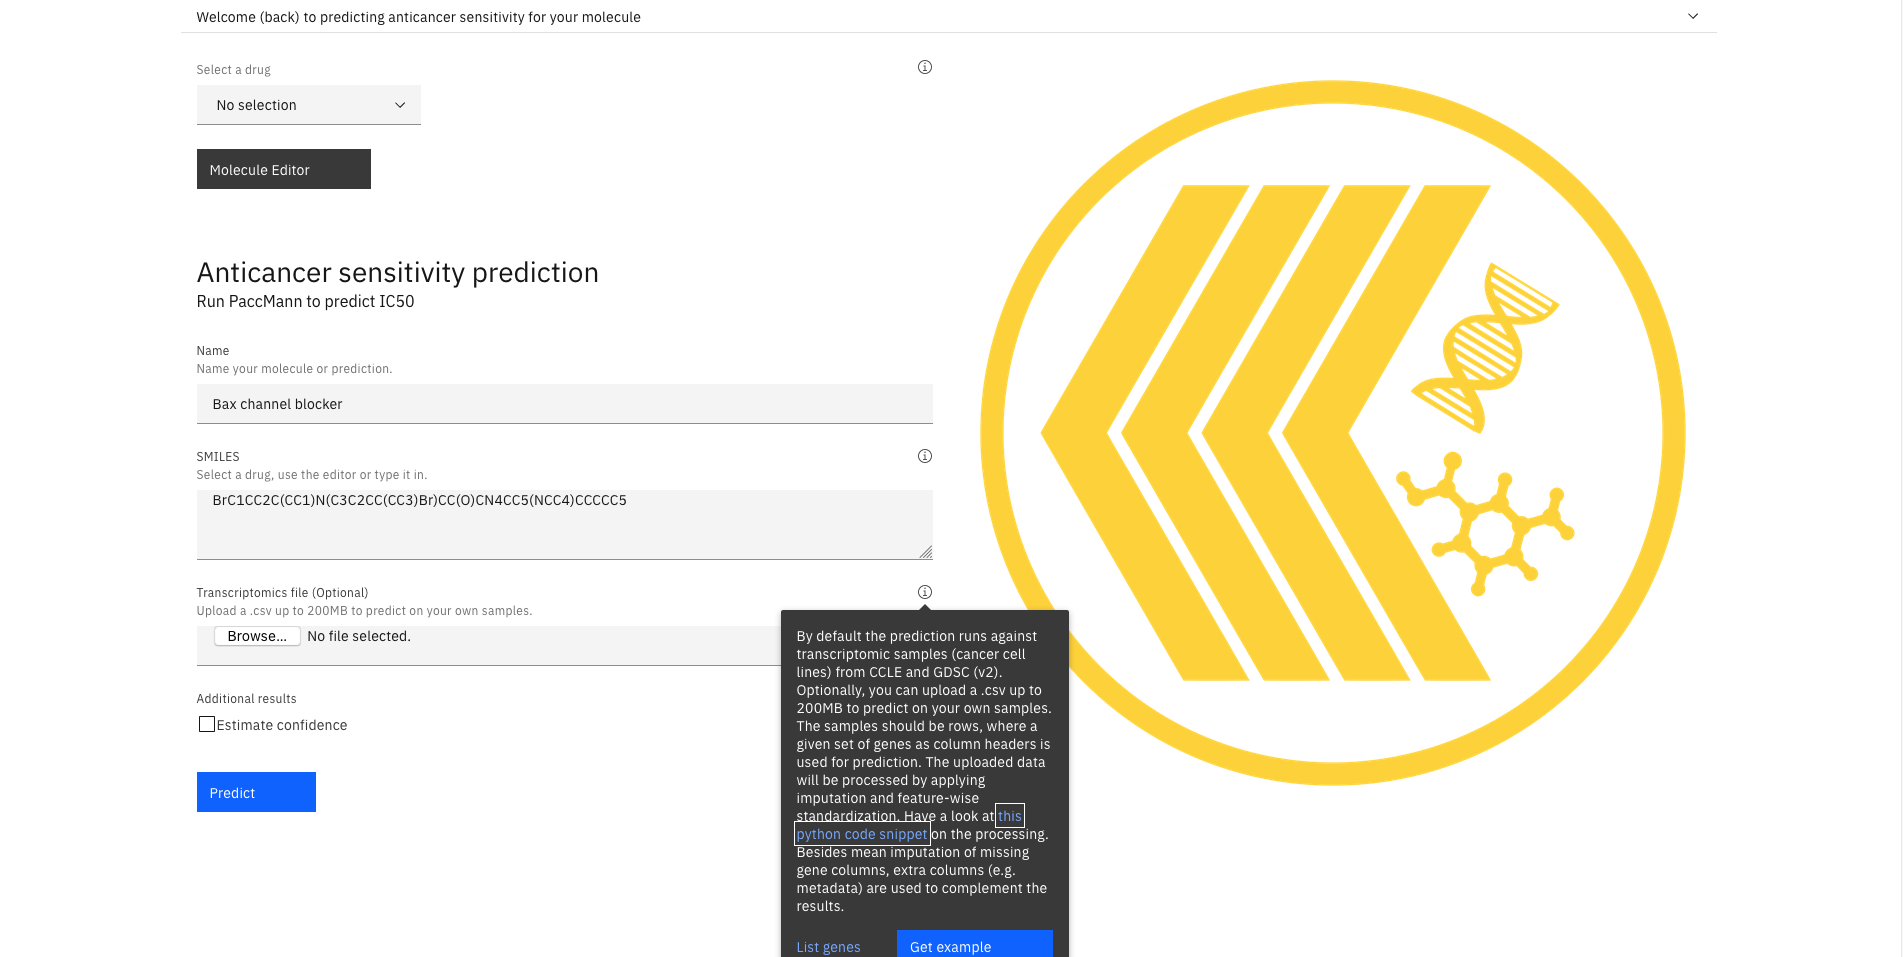 Welcome (back) to predicting anticancer sensitivity for your molecule
Select a drug
No selection
Molecule Editor
Anticancer sensitivity prediction
Run PaccMann to predict IC50
Name
Name your molecule or prediction.
Bax channel blocker
SMILES
Select a drug, use the editor or type it in.
BrC1CC2C(CC1)N(C3C2CC(CC3)Br)CC(O)CN4CC5(NCC4)CCCCC5
Transcriptomics file (Optional)
Upload a .csv up to 200MB to predict on your own samples.
Browse... No file selected.
Additional results
Estimate confidence
Predict
By default the prediction runs against
transcriptomic samples (cancer cell
lines) from CCLE and GDSC (v2).
Optionally, you can upload a .csv up to
200MB to predict on your own samples.
The samples should be rows, where a
given set of genes as column headers is
used for prediction. The uploaded data
will be processed by applying
imputation and feature-wise
standardization. Have a look at this
python code snippet on the processing.
Besides mean imputation of missing
gene columns, extra columns (e.g.
metadata) are used to complement the
results.
List genes
Get example